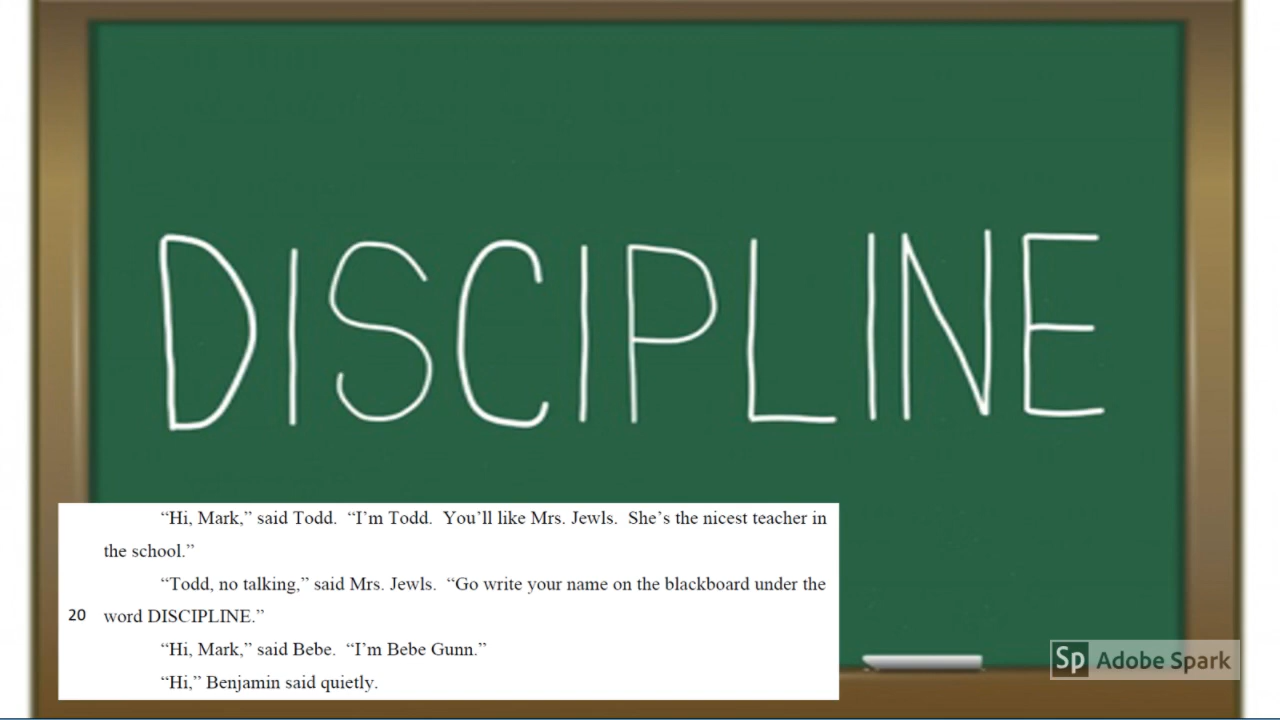 DISCIPLINE
“Hi, Mark,” said Todd.  “I’m Todd.  You’ll like Mrs. Jewls.  She’s the nicest teacher in
the school.”
“Todd, no talking,” said Mrs. Jewls.  “Go write your name on the blackboard under the
20 word DISCIPLINE.”
“Hi, Mark,” said Bebe.  “I’m Bebe Gunn.”
“Hi,” Benjamin said quietly.
Sp Adobe Spark